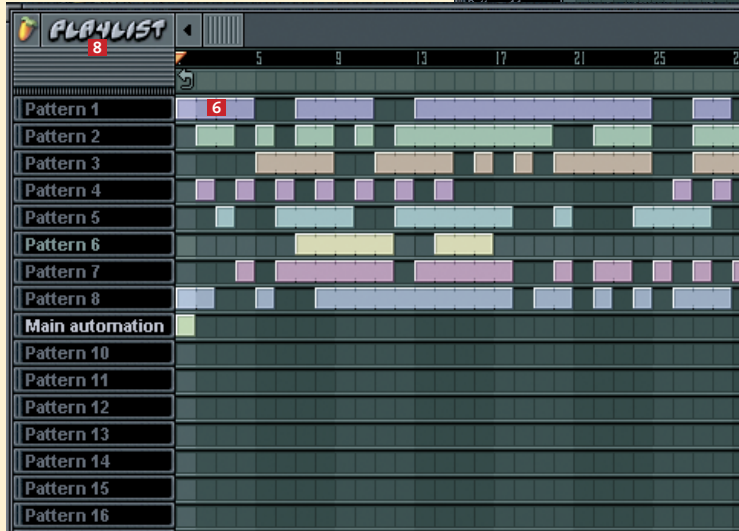 PLAYLIST
8
5 9 13 17 21 25
Pattern 1
6
Pattern 2
Pattern 3
Pattern 4
Pattern 5
Pattern 6
Pattern 7
Pattern 8
Main automation
Pattern 10
Pattern 11
Pattern 12
Pattern 13
Pattern 14
Pattern 15
Pattern 16